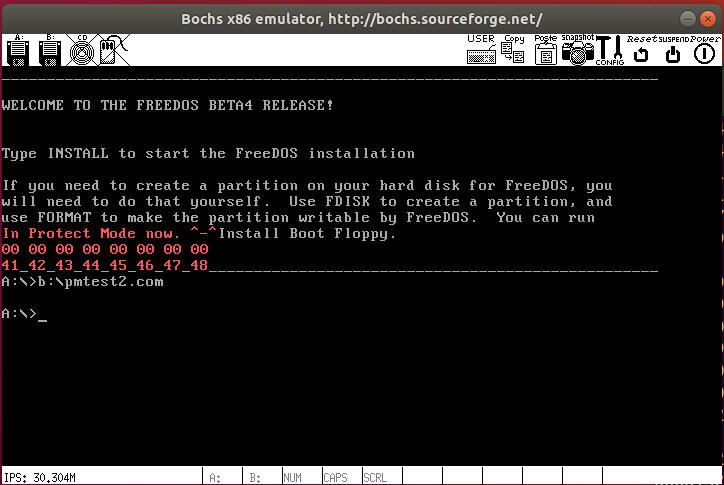 Bochs x86 emulator, http://bochs.sourceforge.net/
A: B: CD USER Copy Paste snapshot CONFIG Reset SUSPEND Power
WELCOME TO THE FREEDOS BETA4 RELEASE!
Type INSTALL to start the FreeDOS installation
If you need to create a partition on your hard disk for FreeDOS, you
will need to do that yourself. Use FDISK to create a partition, and
use FORMAT to make the partition writable by FreeDOS. You can run
In Protect Mode now. ^-^Install Boot Floppy.
00 00 00 00 00 00 00 00
41_42_43_44_45_46_47_48
A:\>b:\pmtest2.com
A:\>_
IPS: 30.304M A: B: NUM CAPS SCRL